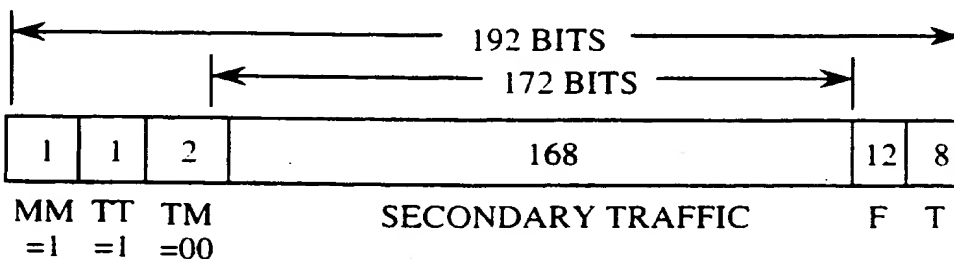 192 BITS
172 BITS
1 1 2 168 12 8
MM TT TM SECONDARY TRAFFIC F T
=1 =1 =00